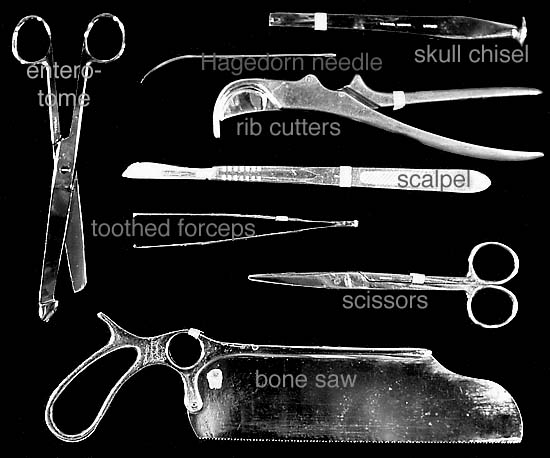 skull chisel
Hagedorn needle
entero-
tome
rib cutters
scalpel
toothed forceps
scissors
bone saw